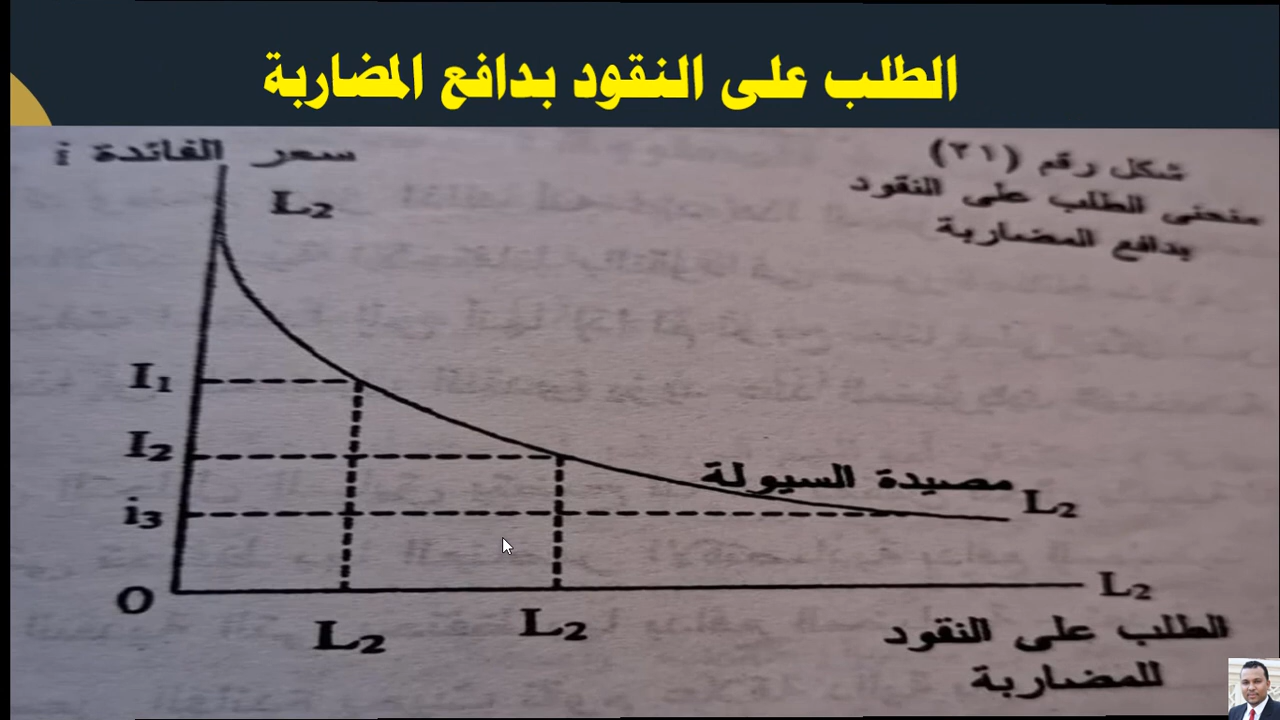 الطلب على النقود بدافع المضاربة
شكل رقم (٢١)
منحنى الطلب على النقود
بدافع المضاربة
سعر الفائدة i
L₂
I₁
I₂
مصيدة السيولة
L₂
i₃
O
L₂
L₂
L₂
الطلب على النقود
للمضاربة